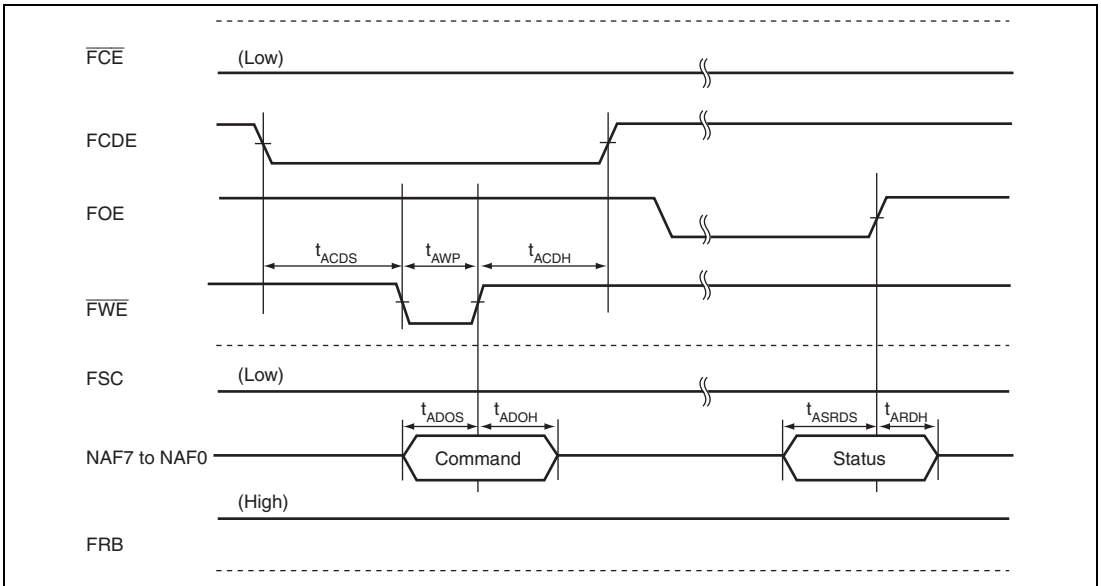 FCE (Low)
FCDE
FOE
tACDS tAWP tACDH
FWE
FSC (Low)
tADOS tADOH tASRDS tARDH
NAF7 to NAF0 Command Status
(High)
FRB